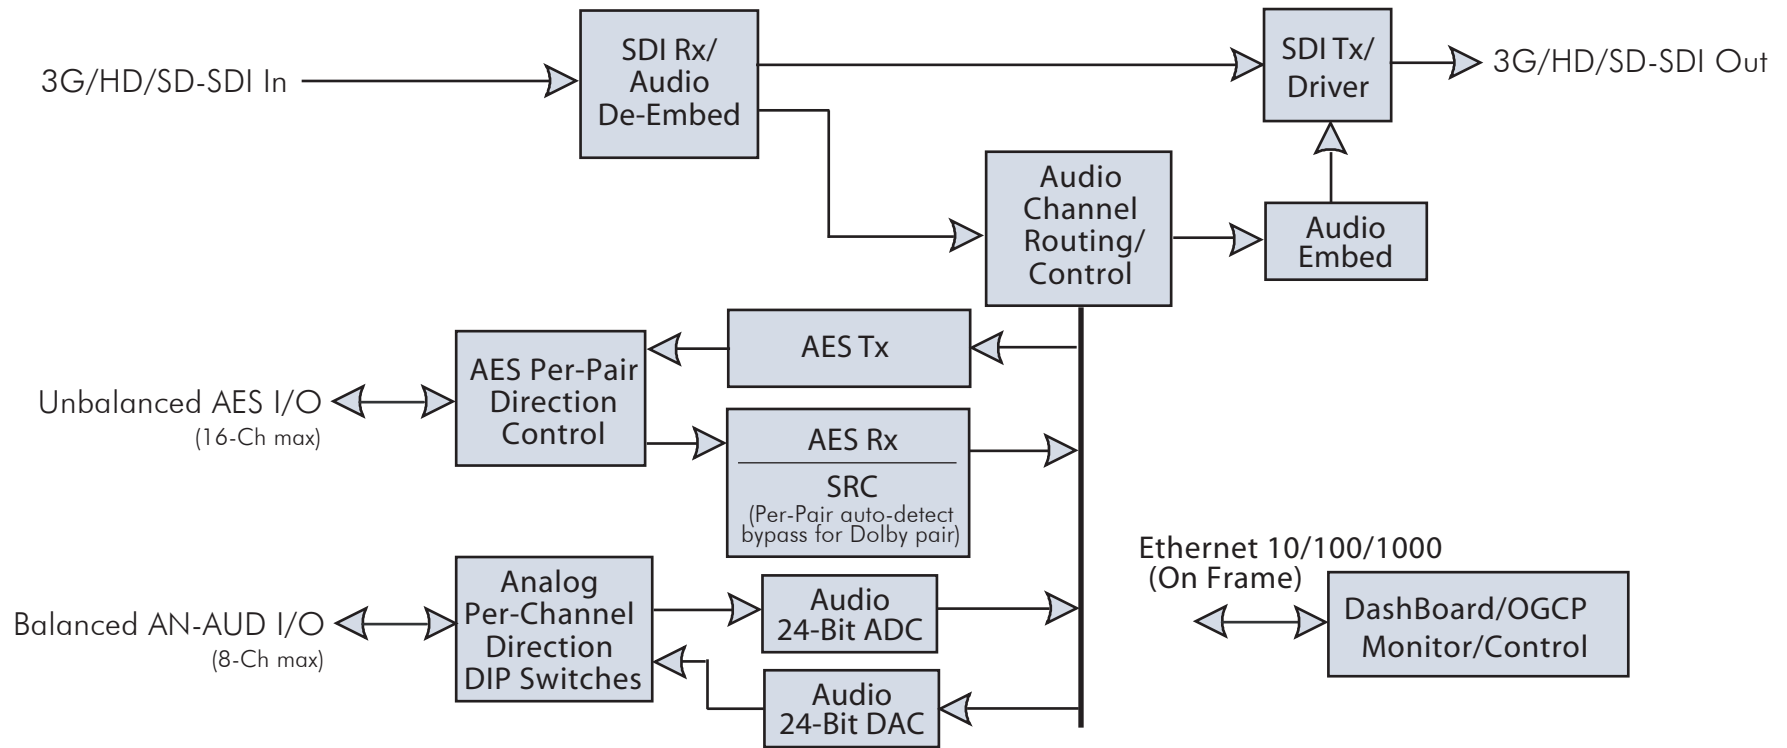 3G/HD/SD-SDI In
SDI Rx/
Audio
De-Embed
SDI Tx/
Driver
3G/HD/SD-SDI Out
Audio
Channel
Routing/
Control
Audio
Embed
AES Tx
AES Per-Pair
Direction
Control
Unbalanced AES I/O
(16-Ch max)
AES Rx
SRC
(Per-Pair auto-detect
bypass for Dolby pair)
Ethernet 10/100/1000
(On Frame)
DashBoard/OGCP
Monitor/Control
Analog
Per-Channel
Direction
DIP Switches
Balanced AN-AUD I/O
(8-Ch max)
Audio
24-Bit ADC
Audio
24-Bit DAC